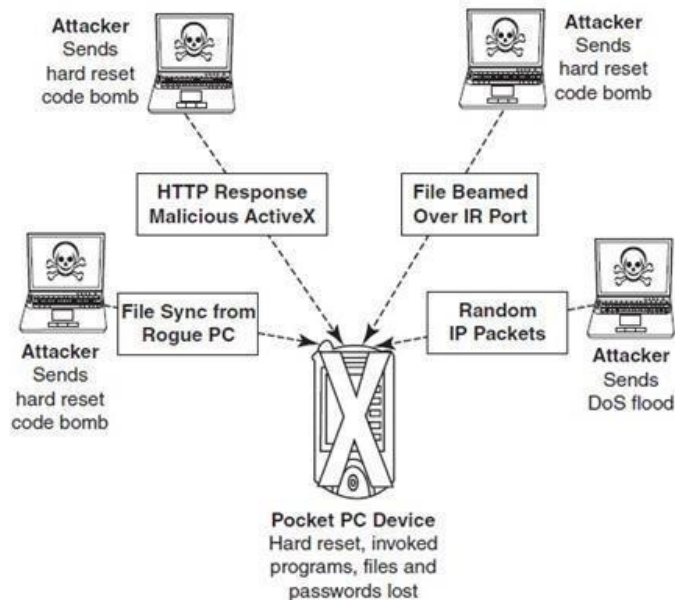 Attacker
Sends
hard reset
code bomb
Attacker
Sends
hard reset
code bomb
HTTP Response
Malicious ActiveX
File Beamed
Over IR Port
File Sync from
Rogue PC
Random
IP Packets
Attacker
Sends
hard reset
code bomb
Attacker
Sends
DoS flood
Pocket PC Device
Hard reset, invoked
programs, files and
passwords lost